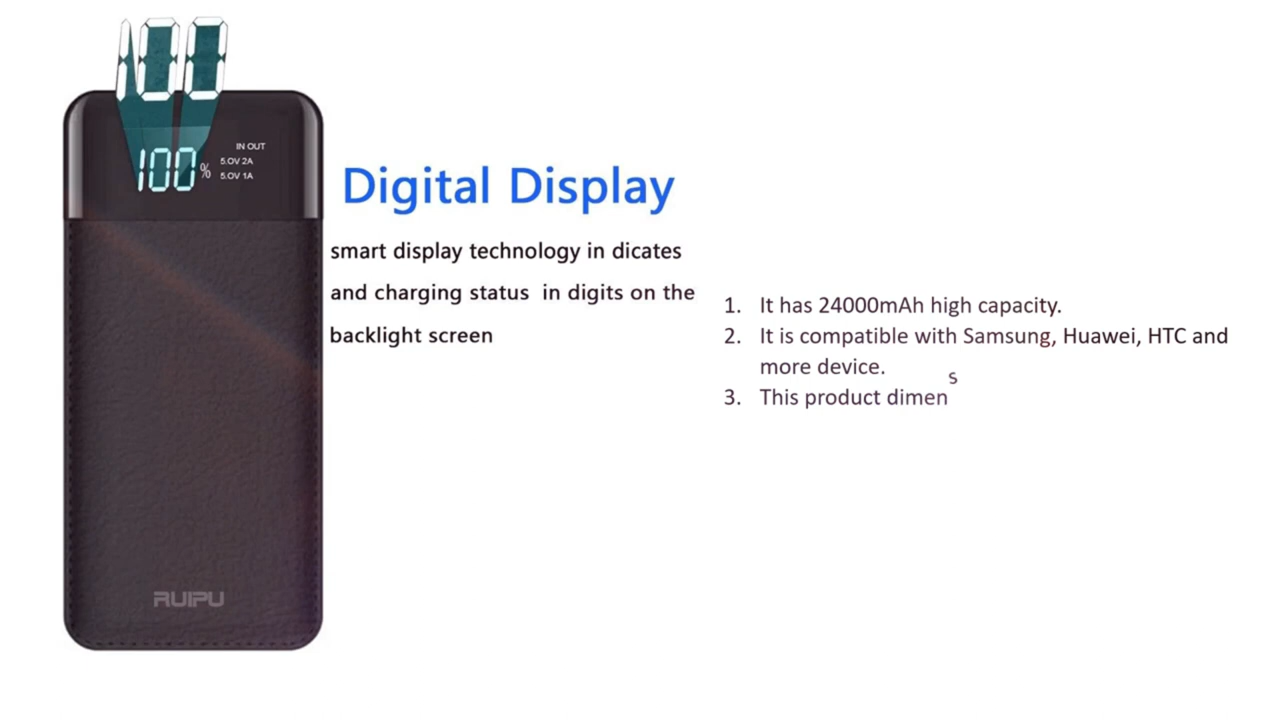 100
100%
IN OUT
5.0V 2A
5.0V 1A
RUIPU
Digital Display
smart display technology in dicates
and charging status in digits on the
backlight screen
1. It has 24000mAh high capacity.
2. It is compatible with Samsung, Huawei, HTC and
more device.
3. This product dimens